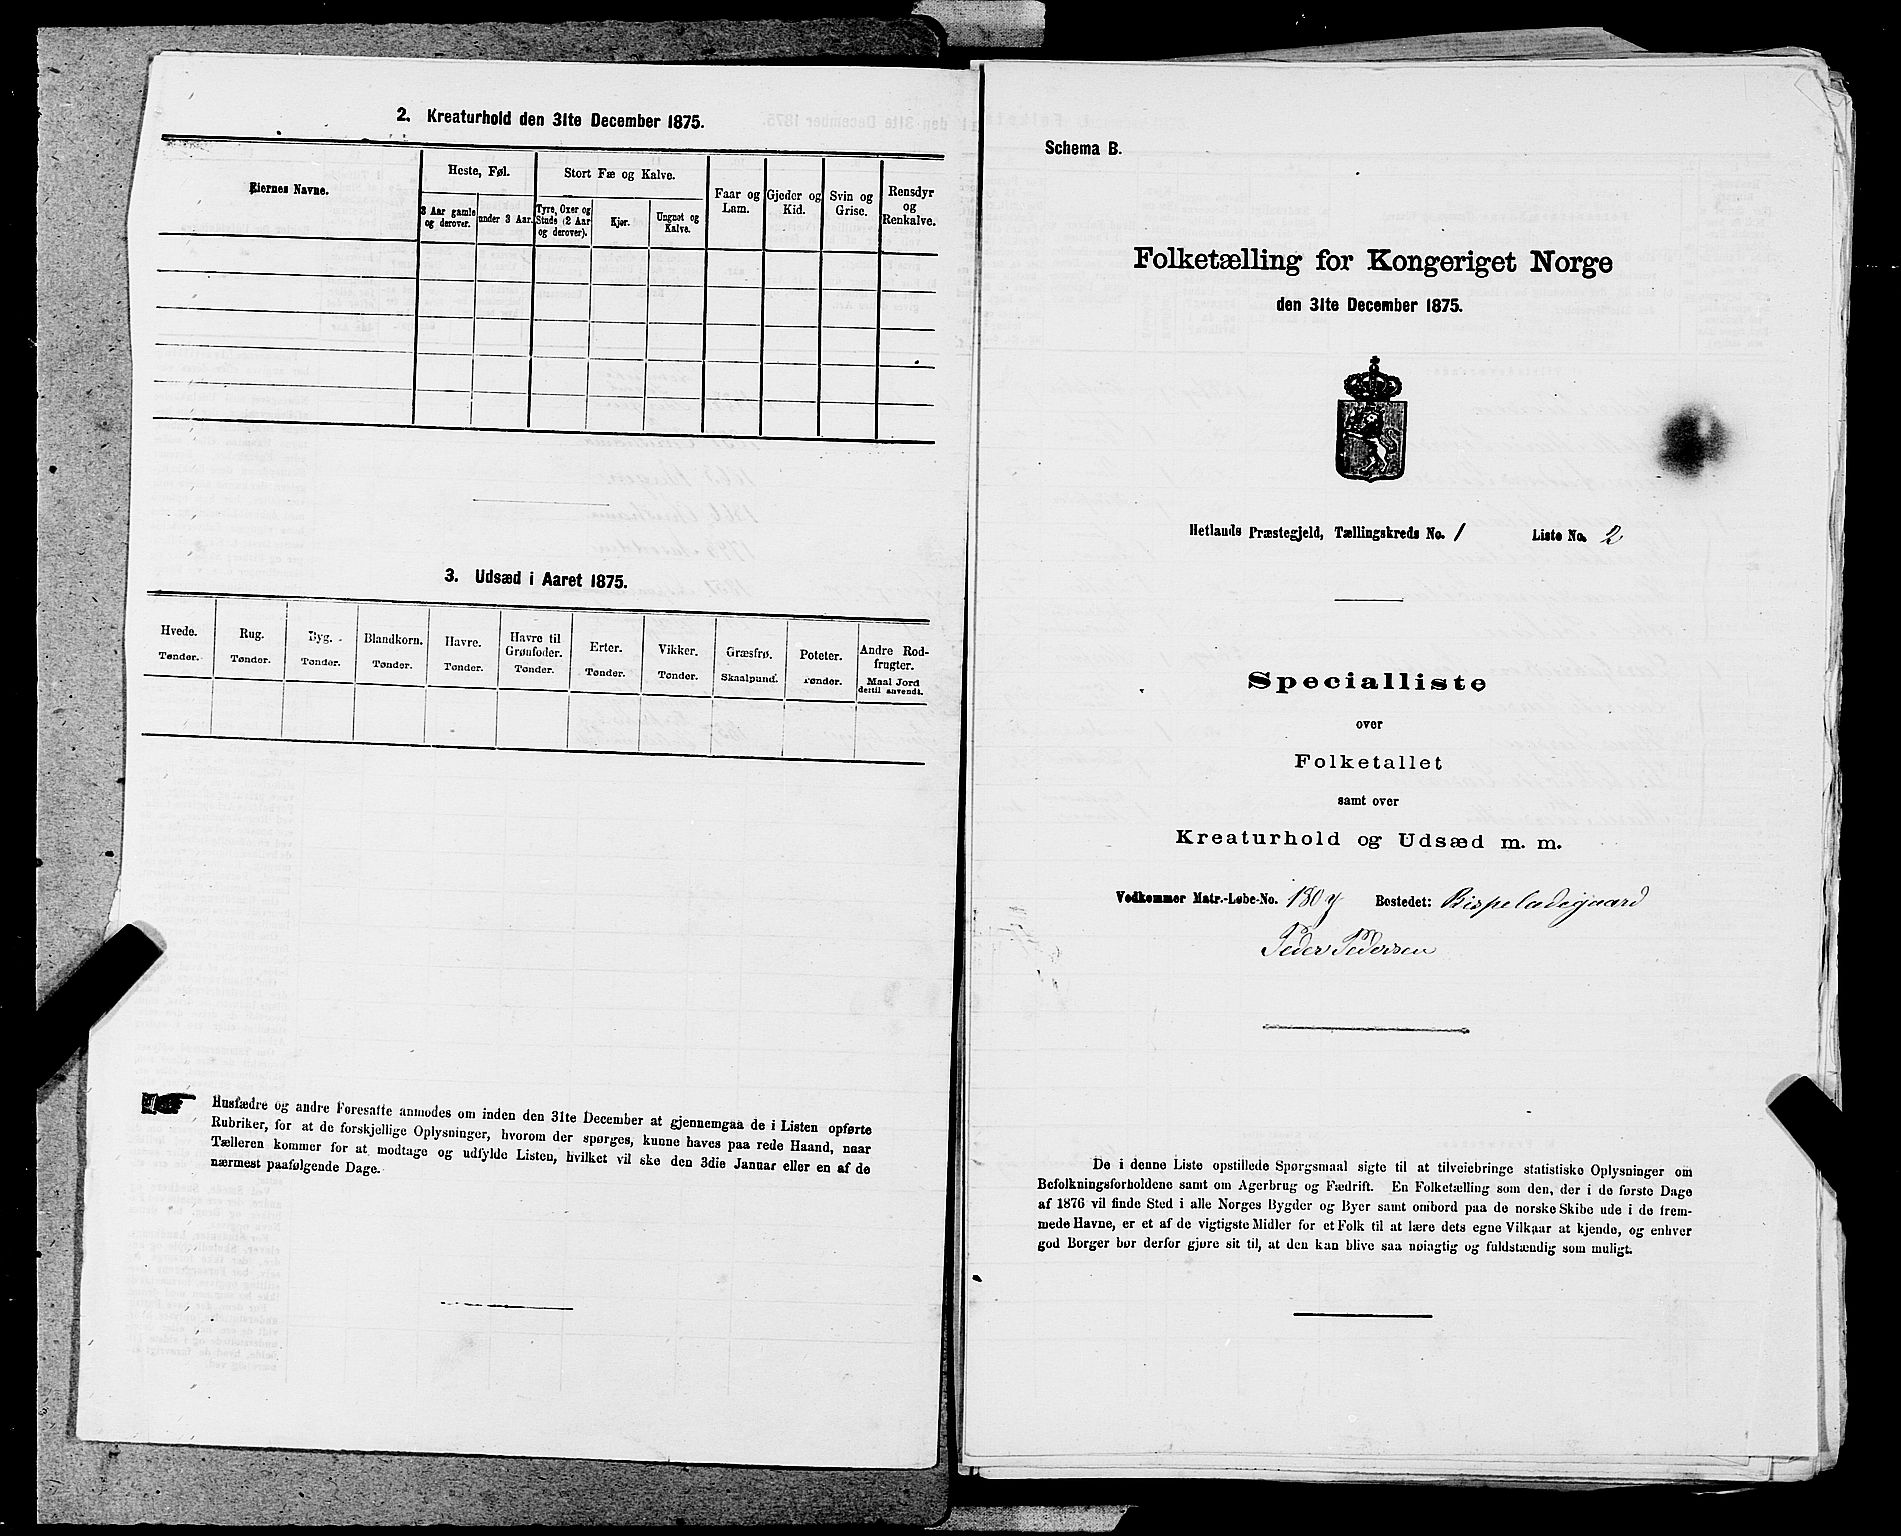 2. Kreaturhold den 31te December 1875.
Eiernes Navne.
Heste, Føl.
Stort Fæ og Kalve.
Faar og Lam.
Gjeder og Kid.
Svin og Grise.
Rensdyr og Renkalve.
3 Aar gamle og derover.
under 3 Aar.
Tyre, Oxer og Stude (2 Aar og derover).
Kjør.
Ungnøt og Kalve.
3. Udsæd i Aaret 1875.
Hvede. Tønder.
Rug. Tønder.
Byg. Tønder.
Blandkorn. Tønder.
Havre. Tønder.
Havre til Grønfoder. Tønder.
Erter. Tønder.
Vikker. Tønder.
Græsfrø. Skaalpund.
Poteter. Tønder.
Andre Rodfrugter. Maal Jord dertil anvendt.
Husfædre og andre Foresatte anmodes om inden den 31te December at gjennemgaa de i Listen opførte
Rubriker, for at de forskjellige Oplysninger, hvorom der spørges, kunne haves paa rede Haand, naar
Tælleren kommer for at modtage og udfylde Listen, hvilket vil ske den 3die Januar eller en af de
nærmest paafølgende Dage.
Schema B.
Folketælling for Kongeriget Norge
den 31te December 1875.
Hetlands Præstegjeld, Tællingskreds No. 1 Liste No. 2
Specialliste
over
Folketallet
samt over
Kreaturhold og Udsæd m. m.
Vedkommer Matr.-Løbe-No. 130 y Bostedet: Bispeladegaard
Peder Pedersen
De i denne Liste opstillede Spørgsmaal sigte til at tilveiebringe statistiske Oplysninger om
Befolkningsforholdene samt om Agerbrug og Fædrift. En Folketælling som den, der i de første Dage
af 1876 vil finde Sted i alle Norges Bygder og Byer samt ombord paa de norske Skibe ude i de frem-
mede Havne, er et af de vigtigste Midler for et Folk til at lære dets egne Vilkaar at kjende, og enhver
god Borger bør derfor gjøre sit til, at den kan blive saa nøiagtig og fuldstændig som muligt.